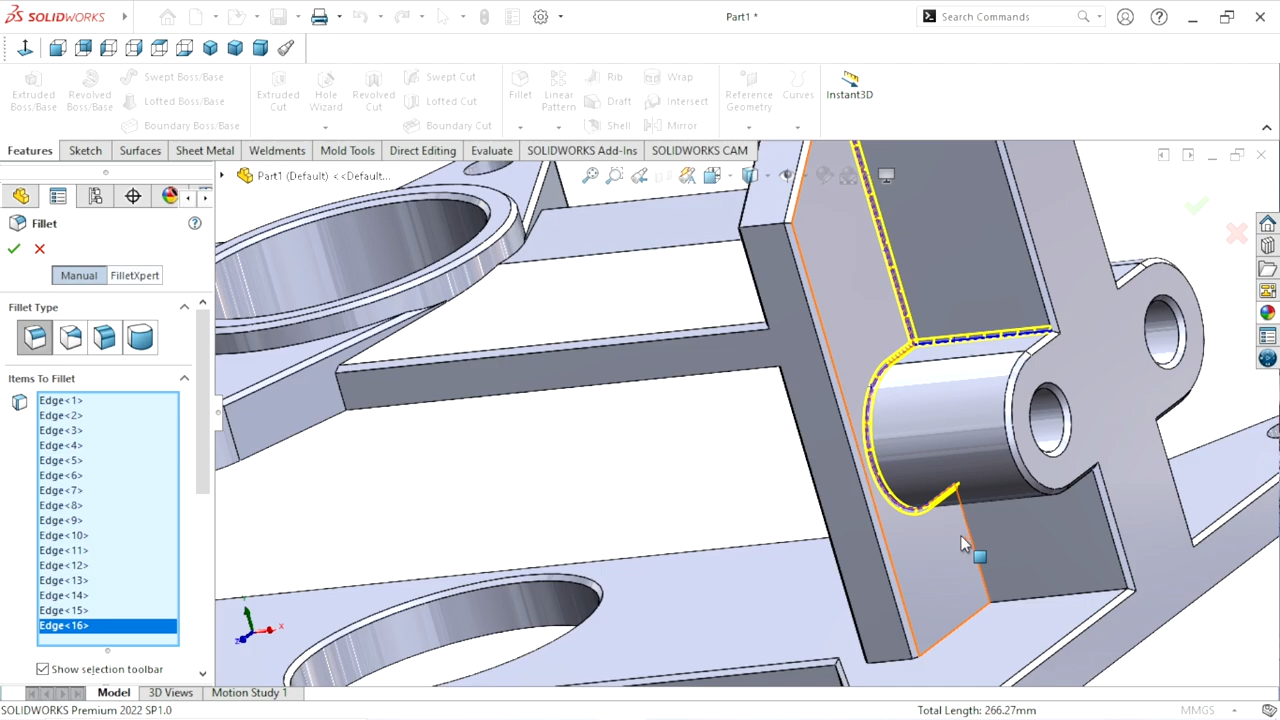 SOLIDWORKS
Part1 *
Search Commands
Extruded Boss/Base
Revolved Boss/Base
Swept Boss/Base
Lofted Boss/Base
Boundary Boss/Base
Extruded Cut
Hole Wizard
Revolved Cut
Swept Cut
Lofted Cut
Boundary Cut
Fillet
Linear Pattern
Rib
Draft
Shell
Wrap
Intersect
Mirror
Reference Geometry
Curves
Instant3D
Features
Sketch
Surfaces
Sheet Metal
Weldments
Mold Tools
Direct Editing
Evaluate
SOLIDWORKS Add-Ins
SOLIDWORKS CAM
Part1 (Default) <<Default...
Fillet
Manual
FilletXpert
Fillet Type
Items To Fillet
Edge<1>
Edge<2>
Edge<3>
Edge<4>
Edge<5>
Edge<6>
Edge<7>
Edge<8>
Edge<9>
Edge<10>
Edge<11>
Edge<12>
Edge<13>
Edge<14>
Edge<15>
Edge<16>
Show selection toolbar
Y
X
Z
Model
3D Views
Motion Study 1
SOLIDWORKS Premium 2022 SP1.0
Total Length: 266.27mm
MMGS